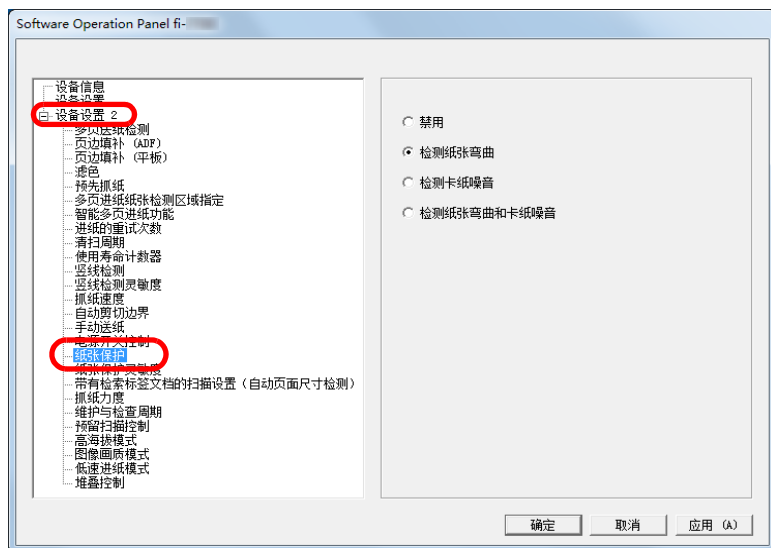 Software Operation Panel fi-
设备信息
设备设置
设备设置 2
多页送纸检测
页边填补 (ADF)
页边填补 (平板)
滤色
预先抓纸
多页进纸纸张检测区域指定
智能多页进纸功能
进纸的重试次数
清扫周期
使用寿命计数器
竖线检测
竖线检测灵敏度
抓纸速度
自动剪切边界
手动送纸
电源开关控制
纸张保护
纸张保护灵敏度
带有检索标签文档的扫描设置(自动页面尺寸检测)
抓纸力度
维护与检查周期
预留扫描控制
高海拔模式
图像画质模式
低速进纸模式
堆叠控制
禁用
检测纸张弯曲
检测卡纸噪音
检测纸张弯曲和卡纸噪音
确定 取消 应用 (A)